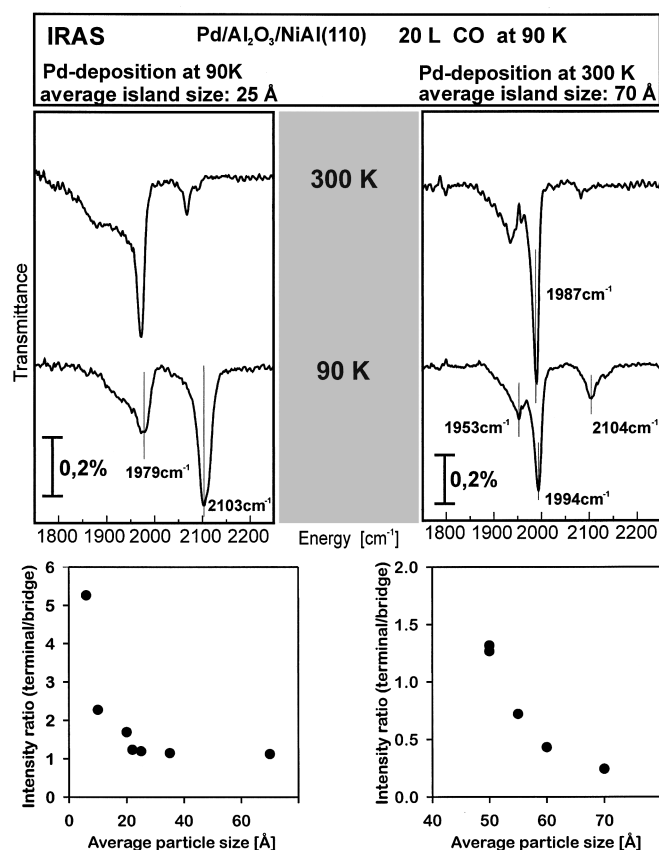 IRAS Pd/Al₂O₃/NiAl(110) 20 L CO at 90 K
Pd-deposition at 90K
average island size: 25 Å
Pd-deposition at 300 K
average island size: 70 Å
Transmittance
300 K
90 K
1979cm⁻¹
2103cm⁻¹
0,2%
1987cm⁻¹
1953cm⁻¹
2104cm⁻¹
1994cm⁻¹
0,2%
1800 1900 2000 2100 2200
Energy [cm⁻¹]
1800 1900 2000 2100 2200
Intensity ratio (terminal/bridge)
6
5
4
3
2
1
0
0 20 40 60
Average particle size [Å]
Intensity ratio (terminal/bridge)
2.0
1.5
1.0
0.5
0.0
40 50 60 70
Average particle size [Å]